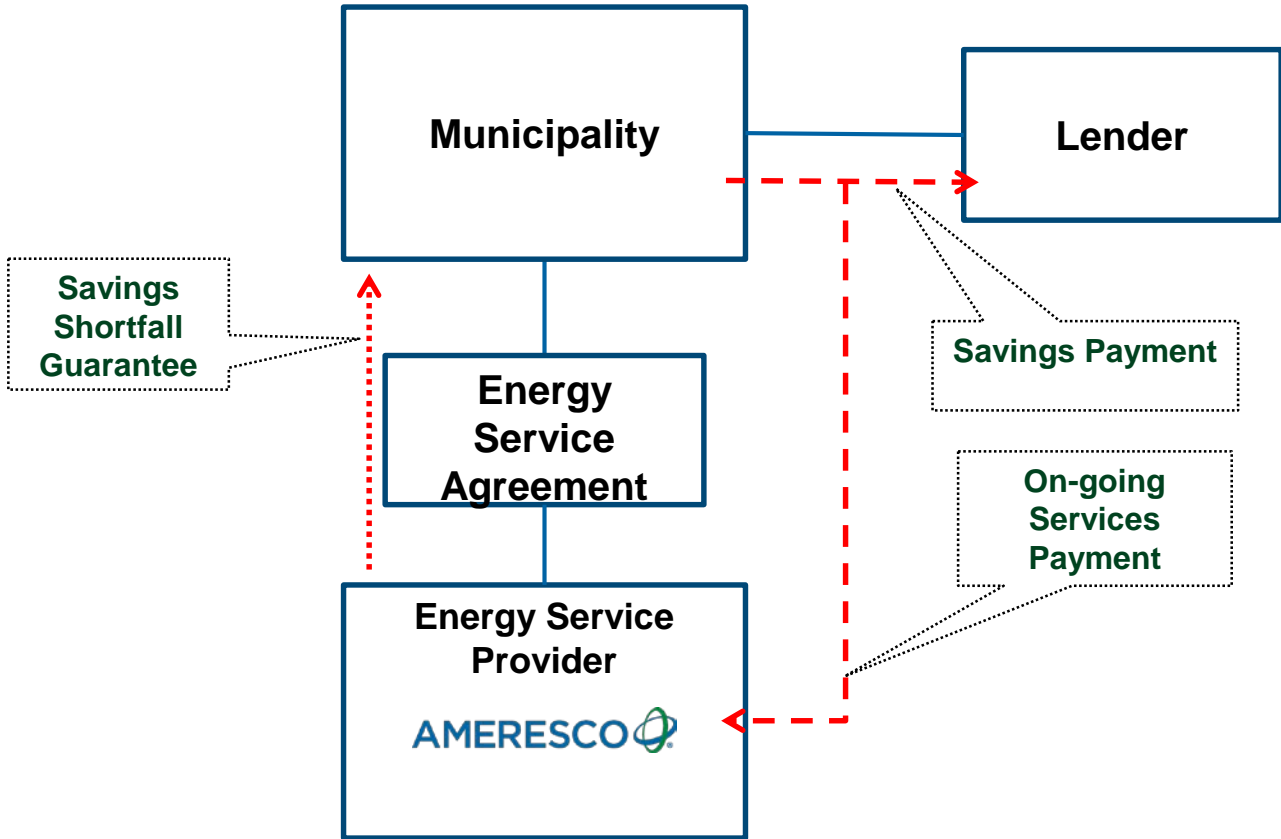 Municipality
Lender
Savings
Shortfall
Guarantee
Savings Payment
Energy
Service
Agreement
On-going
Services
Payment
Energy Service
Provider
AMERESCO